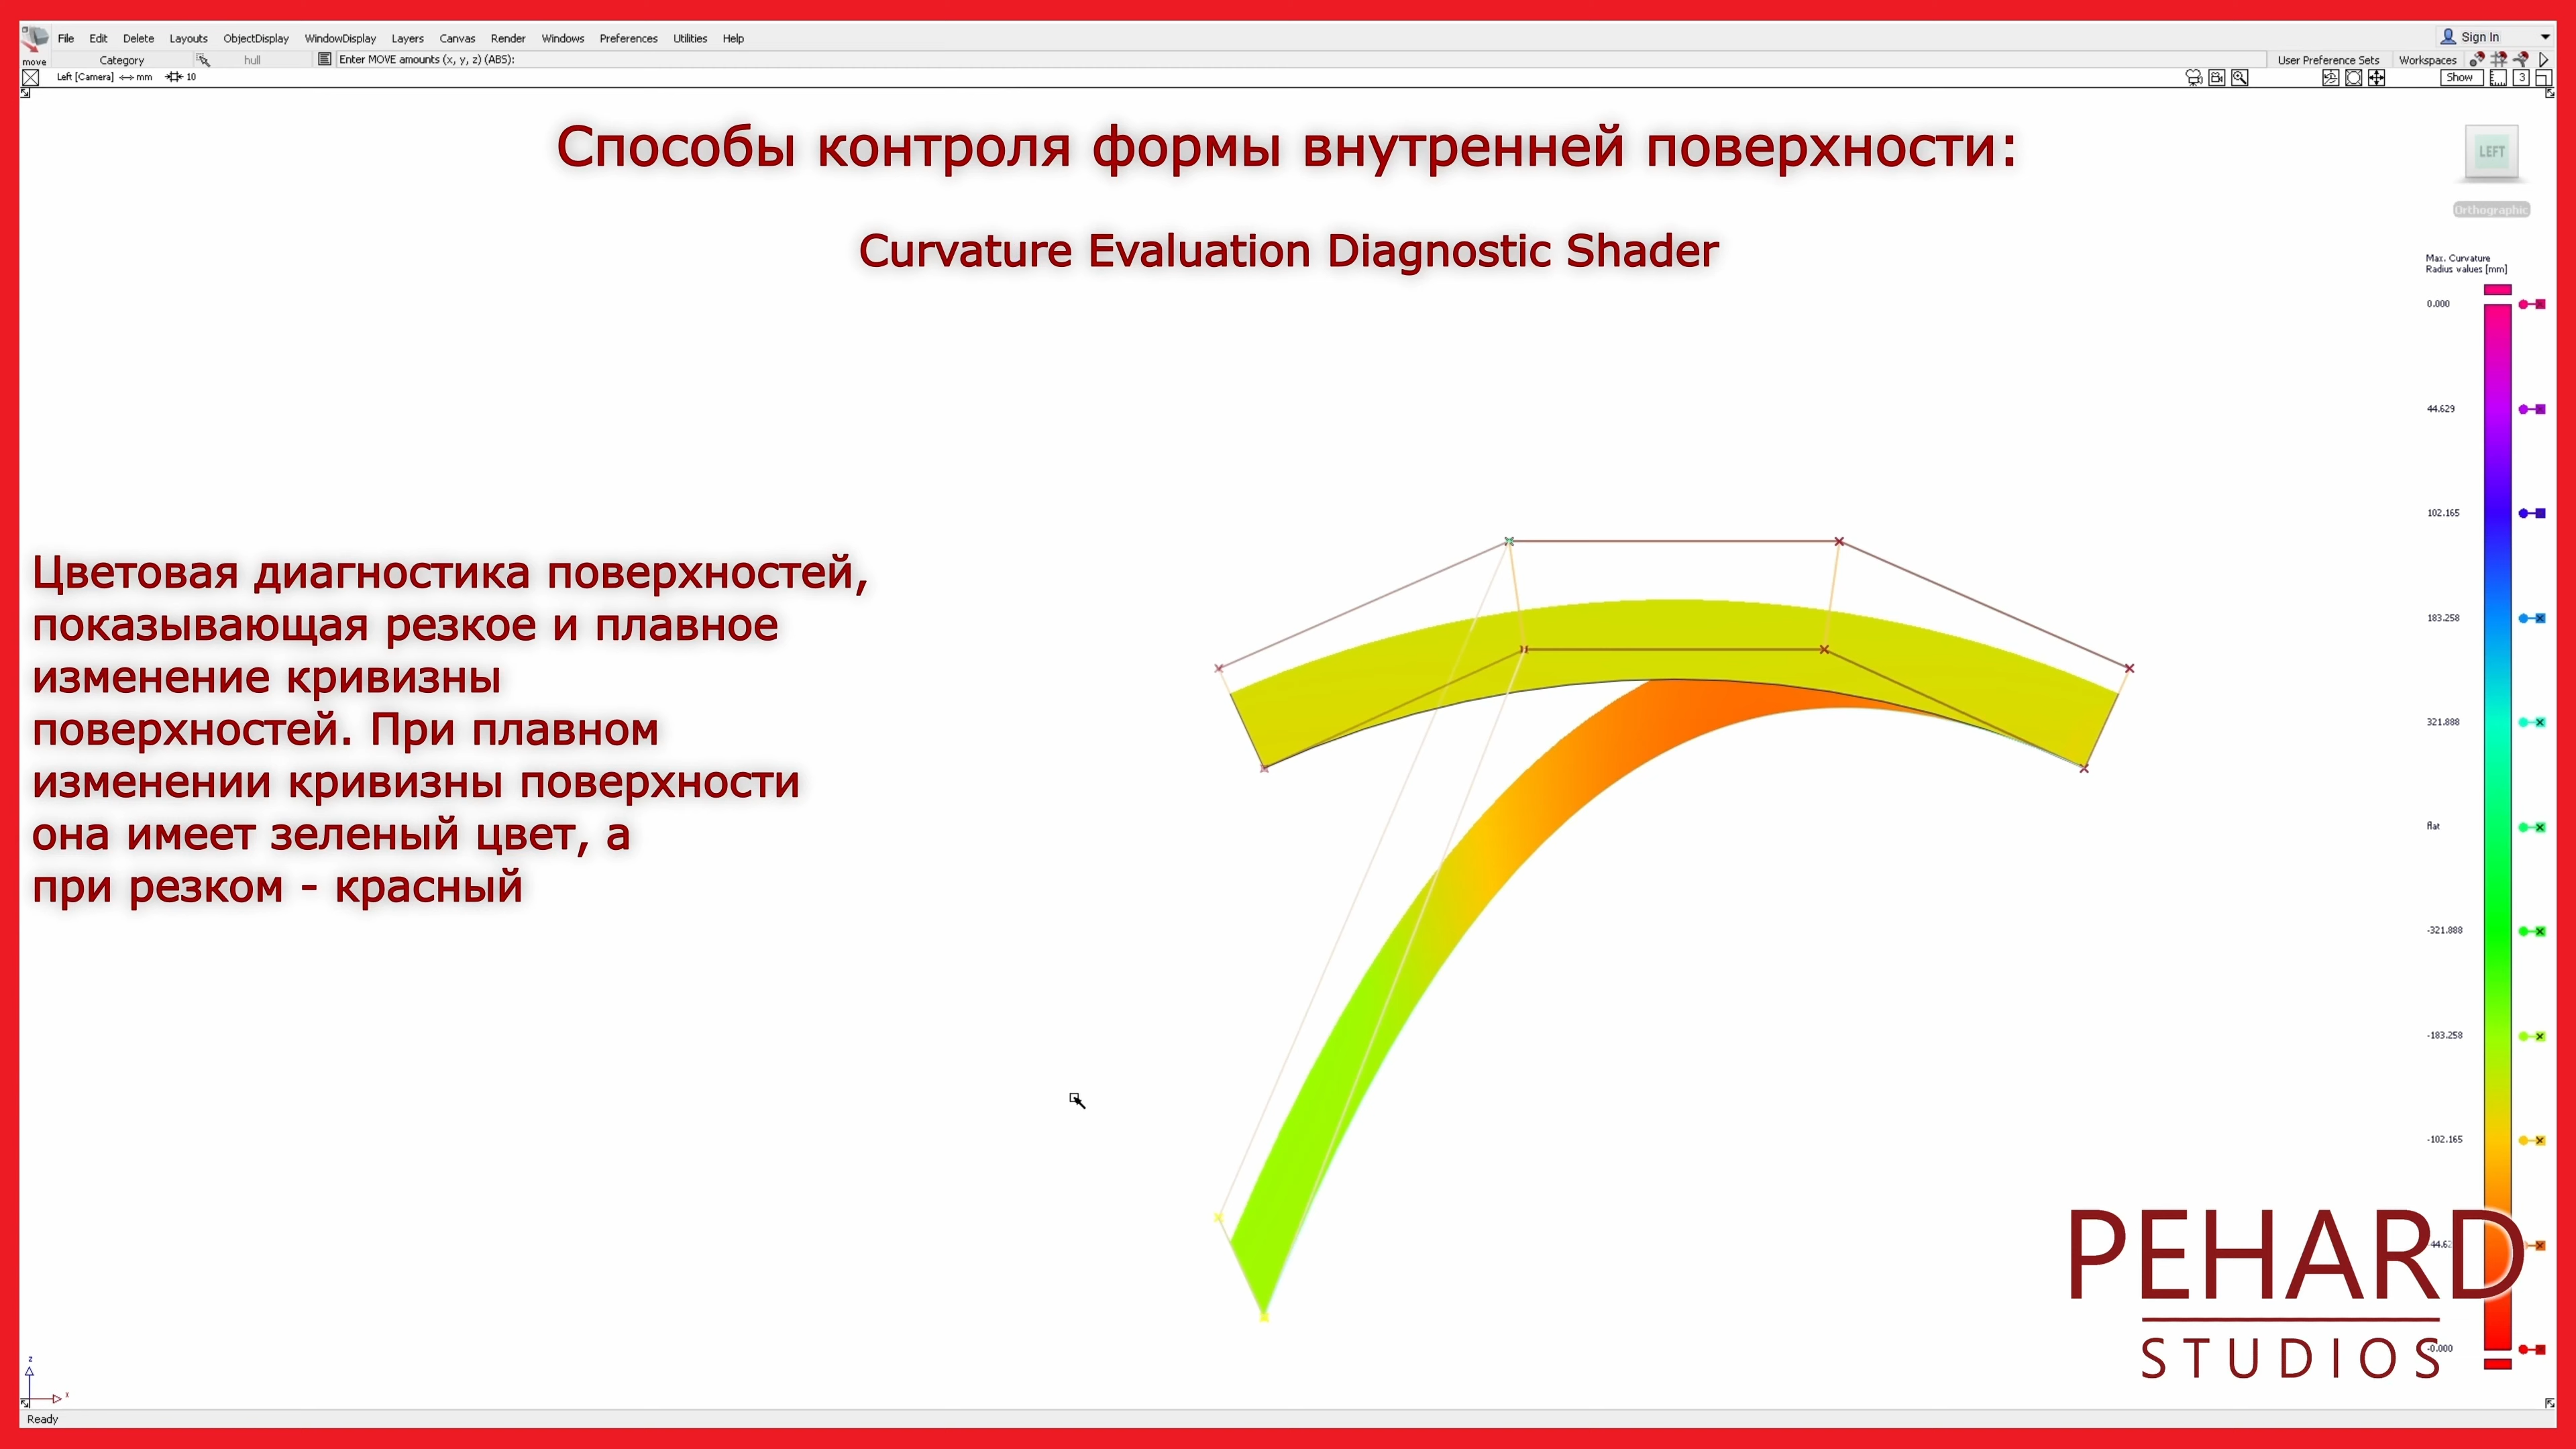 File Edit Delete Layouts ObjectDisplay WindowDisplay Layers Canvas Render Windows Preferences Utilities Help
Sign In
move
Category
hull
Enter MOVE amounts (x, y, z) (ABS):
User Preference Sets
Workspaces
Left [Camera] mm 10
Show
3
Способы контроля формы внутренней поверхности:
LEFT
Orthographic
Curvature Evaluation Diagnostic Shader
Max. Curvature
Radius values [mm]
0.000
44.629
102.165
183.258
321.888
flat
-321.888
-183.258
-102.165
-0.000
Цветовая диагностика поверхностей,
показывающая резкое и плавное
изменение кривизны
поверхностей. При плавном
изменении кривизны поверхности
она имеет зеленый цвет, а
при резком - красный
PEHARD
STUDIOS
z
x
Ready